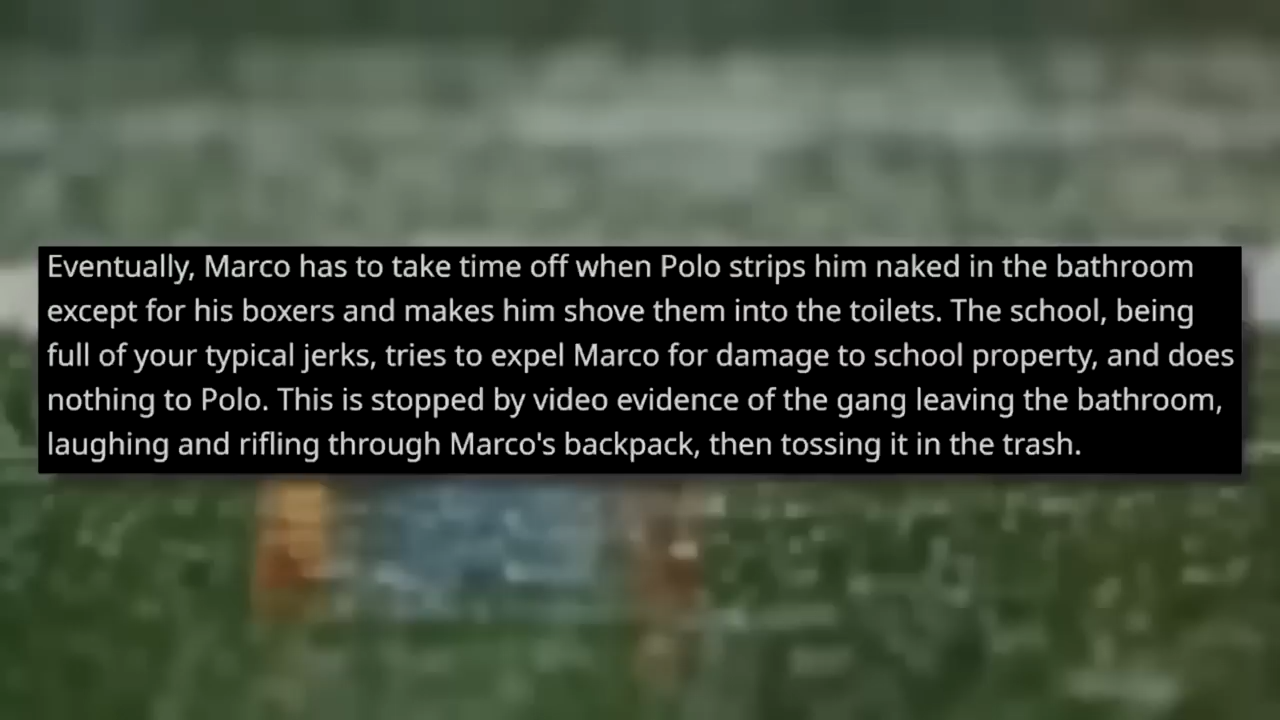 Eventually, Marco has to take time off when Polo strips him naked in the bathroom
except for his boxers and makes him shove them into the toilets. The school, being
full of your typical jerks, tries to expel Marco for damage to school property, and does
nothing to Polo. This is stopped by video evidence of the gang leaving the bathroom,
laughing and rifling through Marco's backpack, then tossing it in the trash.